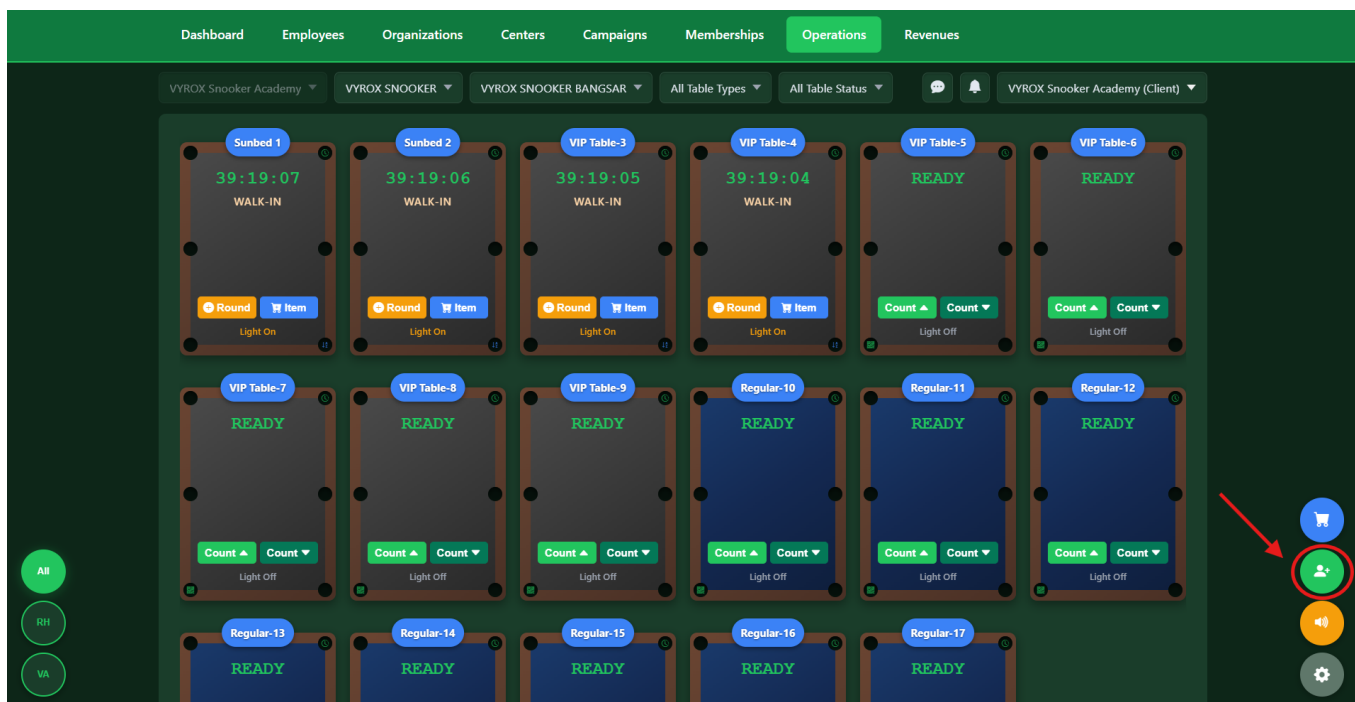 Dashboard Employees Organizations Centers Campaigns Memberships Operations Revenues
VYROX Snooker Academy VYROX SNOOKER VYROX SNOOKER BANGSAR All Table Types All Table Status VYROX Snooker Academy (Client)
Sunbed 1 Sunbed 2 VIP Table-3 VIP Table-4 VIP Table-5 VIP Table-6
39:19:07 39:19:06 39:19:05 39:19:04 READY READY
WALK-IN WALK-IN WALK-IN WALK-IN
Round Item Round Item Round Item Round Item Count Count Count Count
Light On Light On Light On Light On Light Off Light Off
VIP Table-7 VIP Table-8 VIP Table-9 Regular-10 Regular-11 Regular-12
READY READY READY READY READY READY
Count Count Count Count Count Count Count Count Count Count Count Count
Light Off Light Off Light Off Light Off Light Off Light Off
All
RH
Regular-13 Regular-14 Regular-15 Regular-16 Regular-17
READY READY READY READY READY
VA